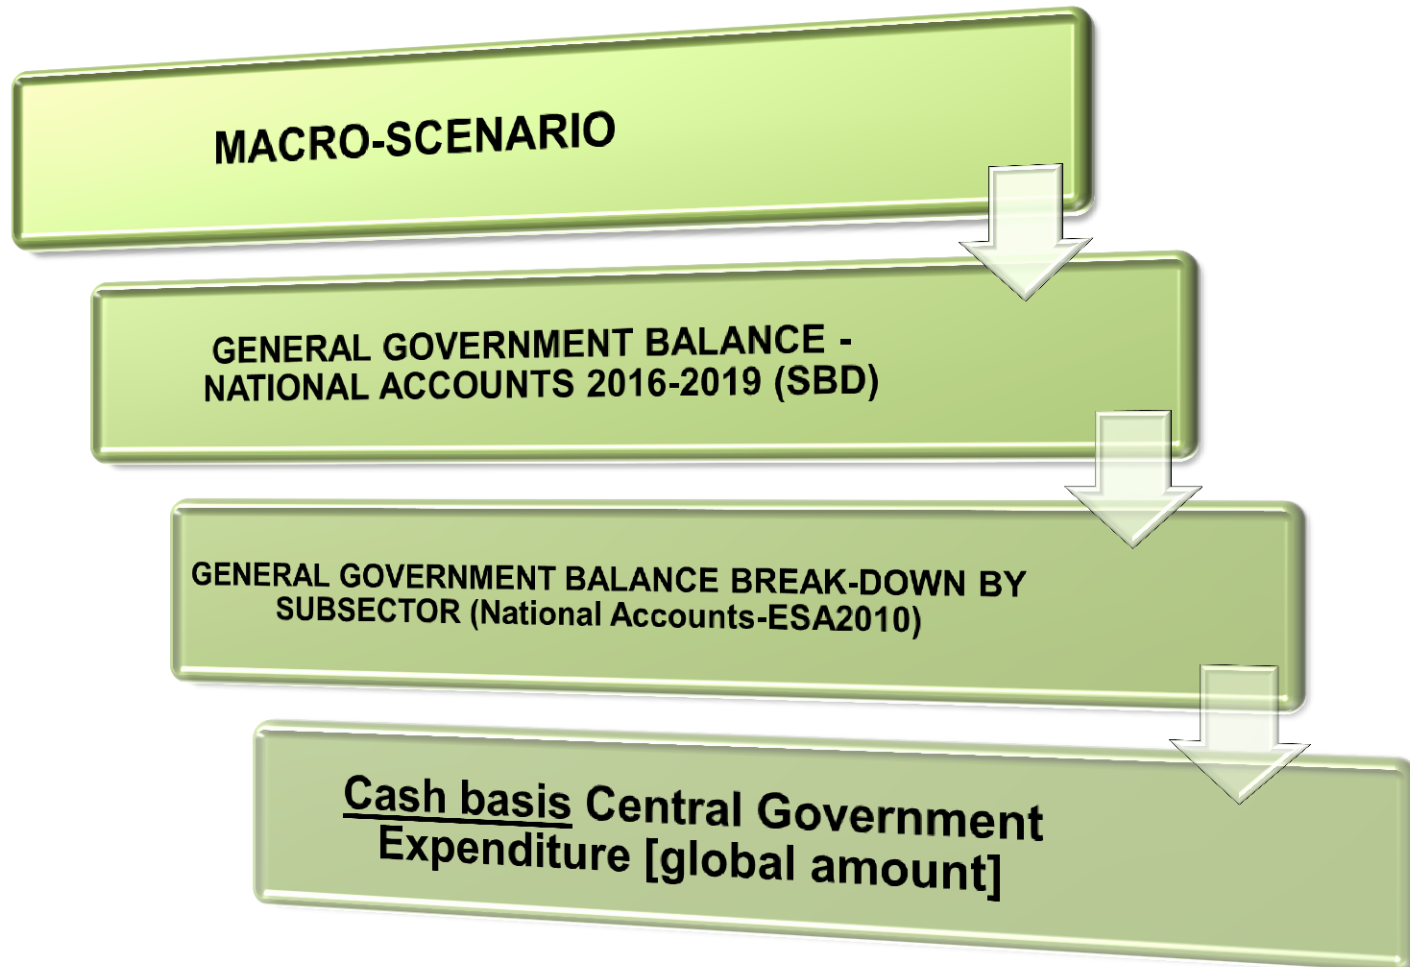 MACRO-SCENARIO
GENERAL GOVERNMENT BALANCE -
NATIONAL ACCOUNTS 2016-2019 (SBD)
GENERAL GOVERNMENT BALANCE BREAK-DOWN BY
SUBSECTOR (National Accounts-ESA2010)
Cash basis Central Government
Expenditure [global amount]